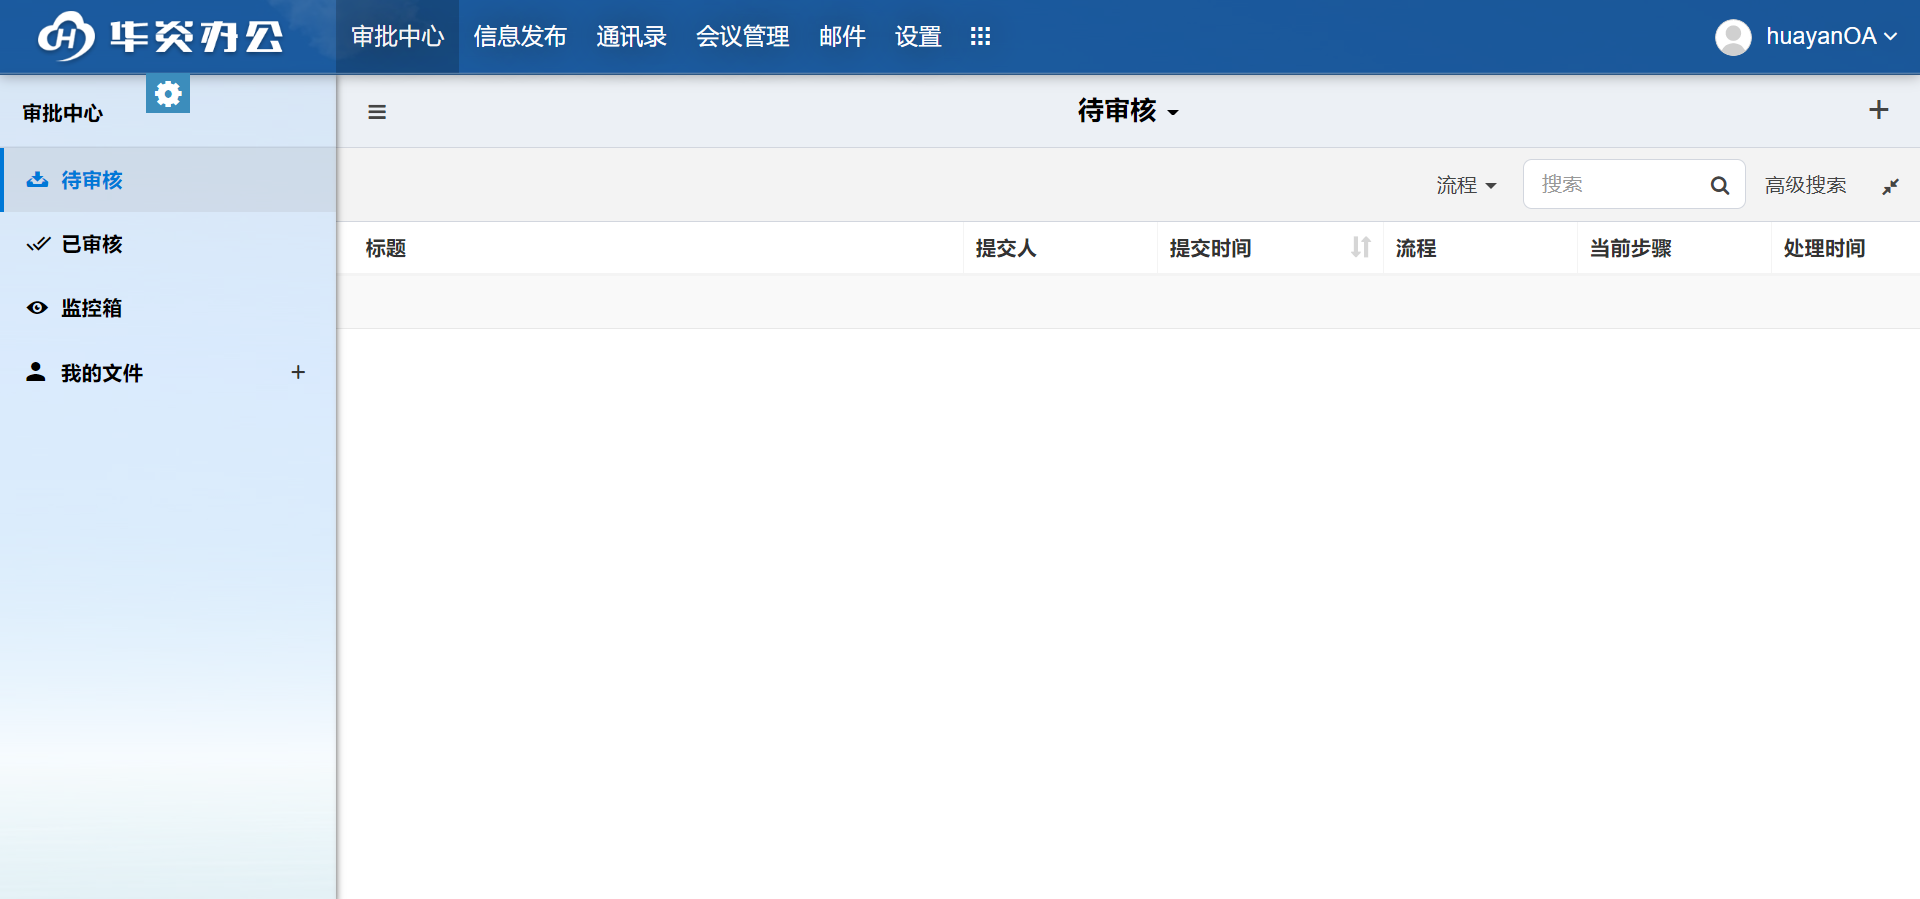 华炎办公
审批中心 信息发布 通讯录 会议管理 邮件 设置
huayanOA
审批中心
待审核
待审核
流程 搜索 高级搜索
已审核
标题 提交人 提交时间 流程 当前步骤 处理时间
监控箱
我的文件